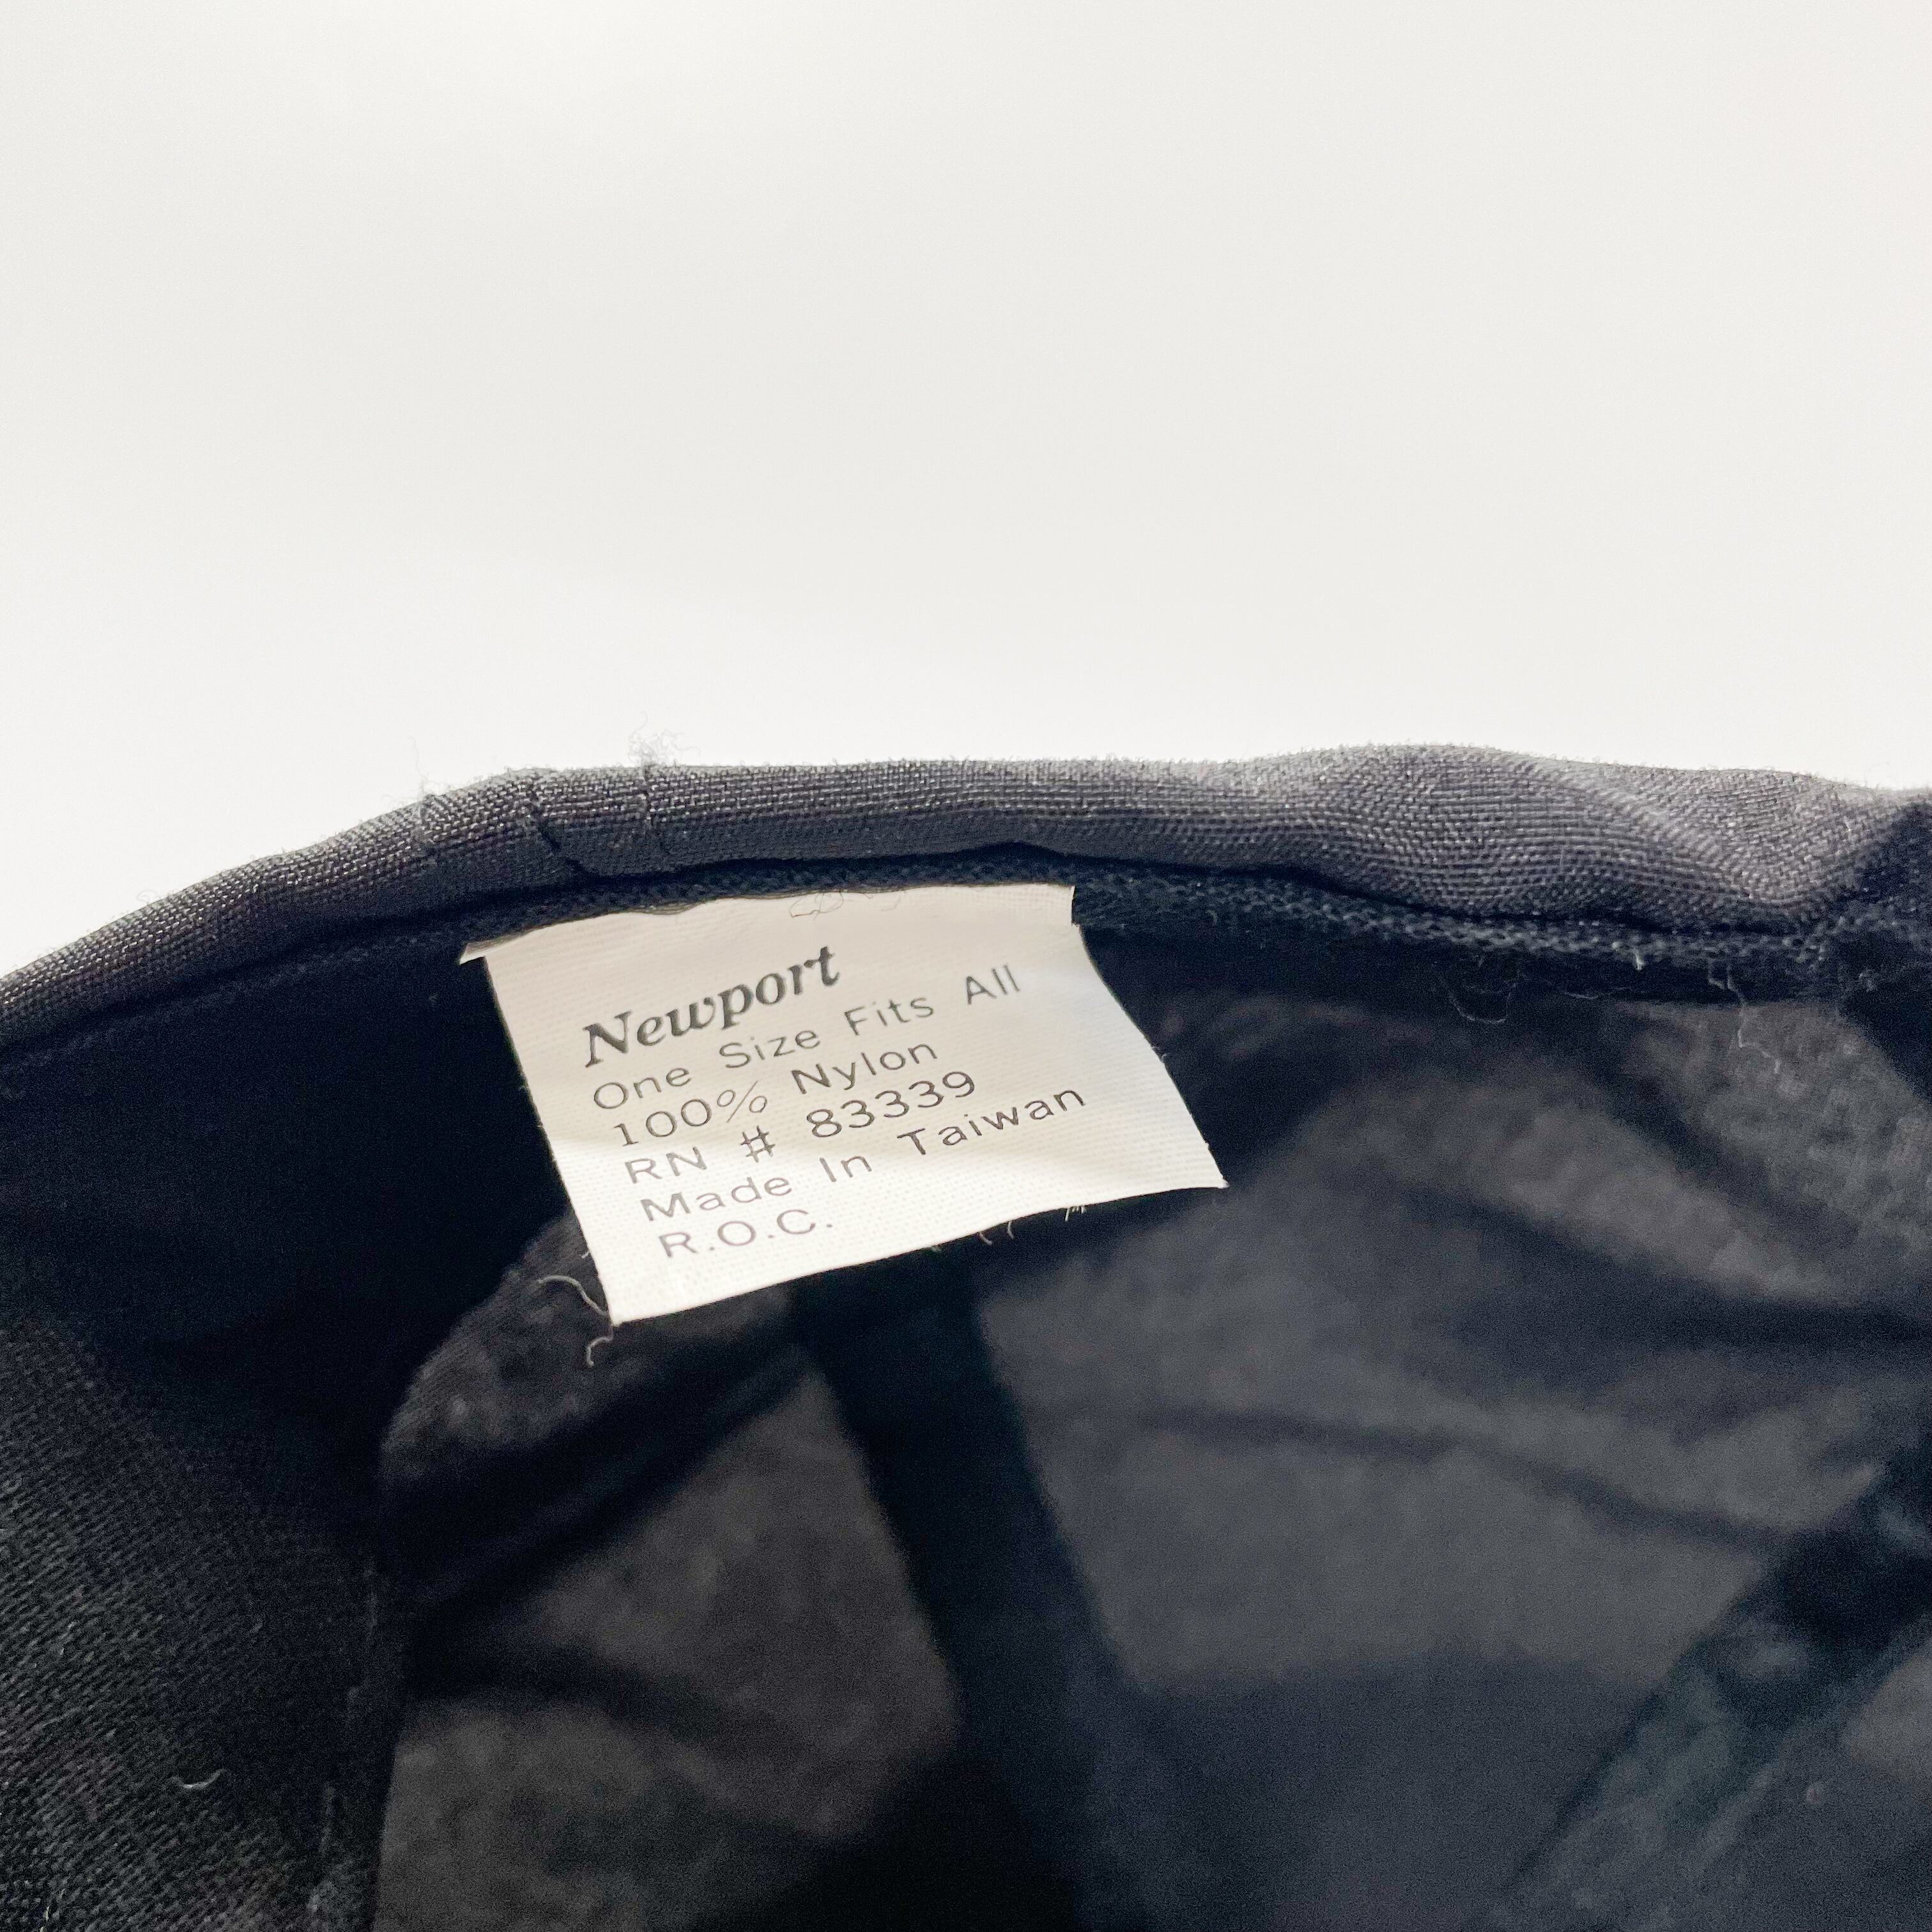 Newport
One Size Fits All
100% Nylon
RN # 83339
Made In Taiwan
R.O.C.